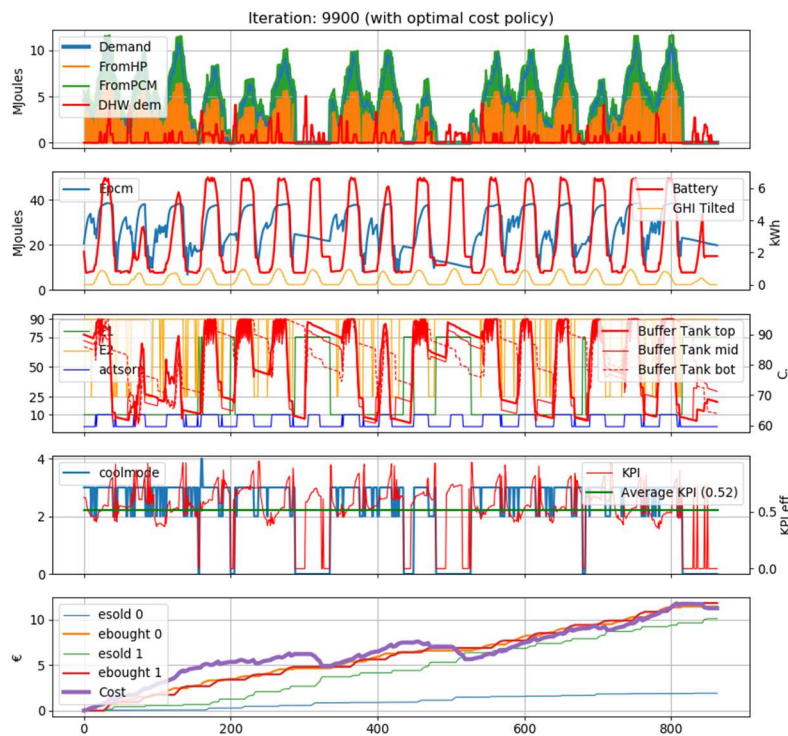 Iteration: 9900 (with optimal cost policy)
10
5
0
MJoules
Demand
FromHP
FromPCM
DHW dem
40
20
0
MJoules
Epcm
Battery
GHI Tilted
6
4
2
0
kWh
90
75
50
25
10
E2
Buffer Tank top
Buffer Tank mid
Buffer Tank bot
90
80
70
60
C.
4
2
0
coolmode
KPI
Average KPI (0.52)
0.5
0.0
KPI eff
10
5
0
€
esold 0
ebought 0
esold 1
ebought 1
Cost
0
200
400
600
800